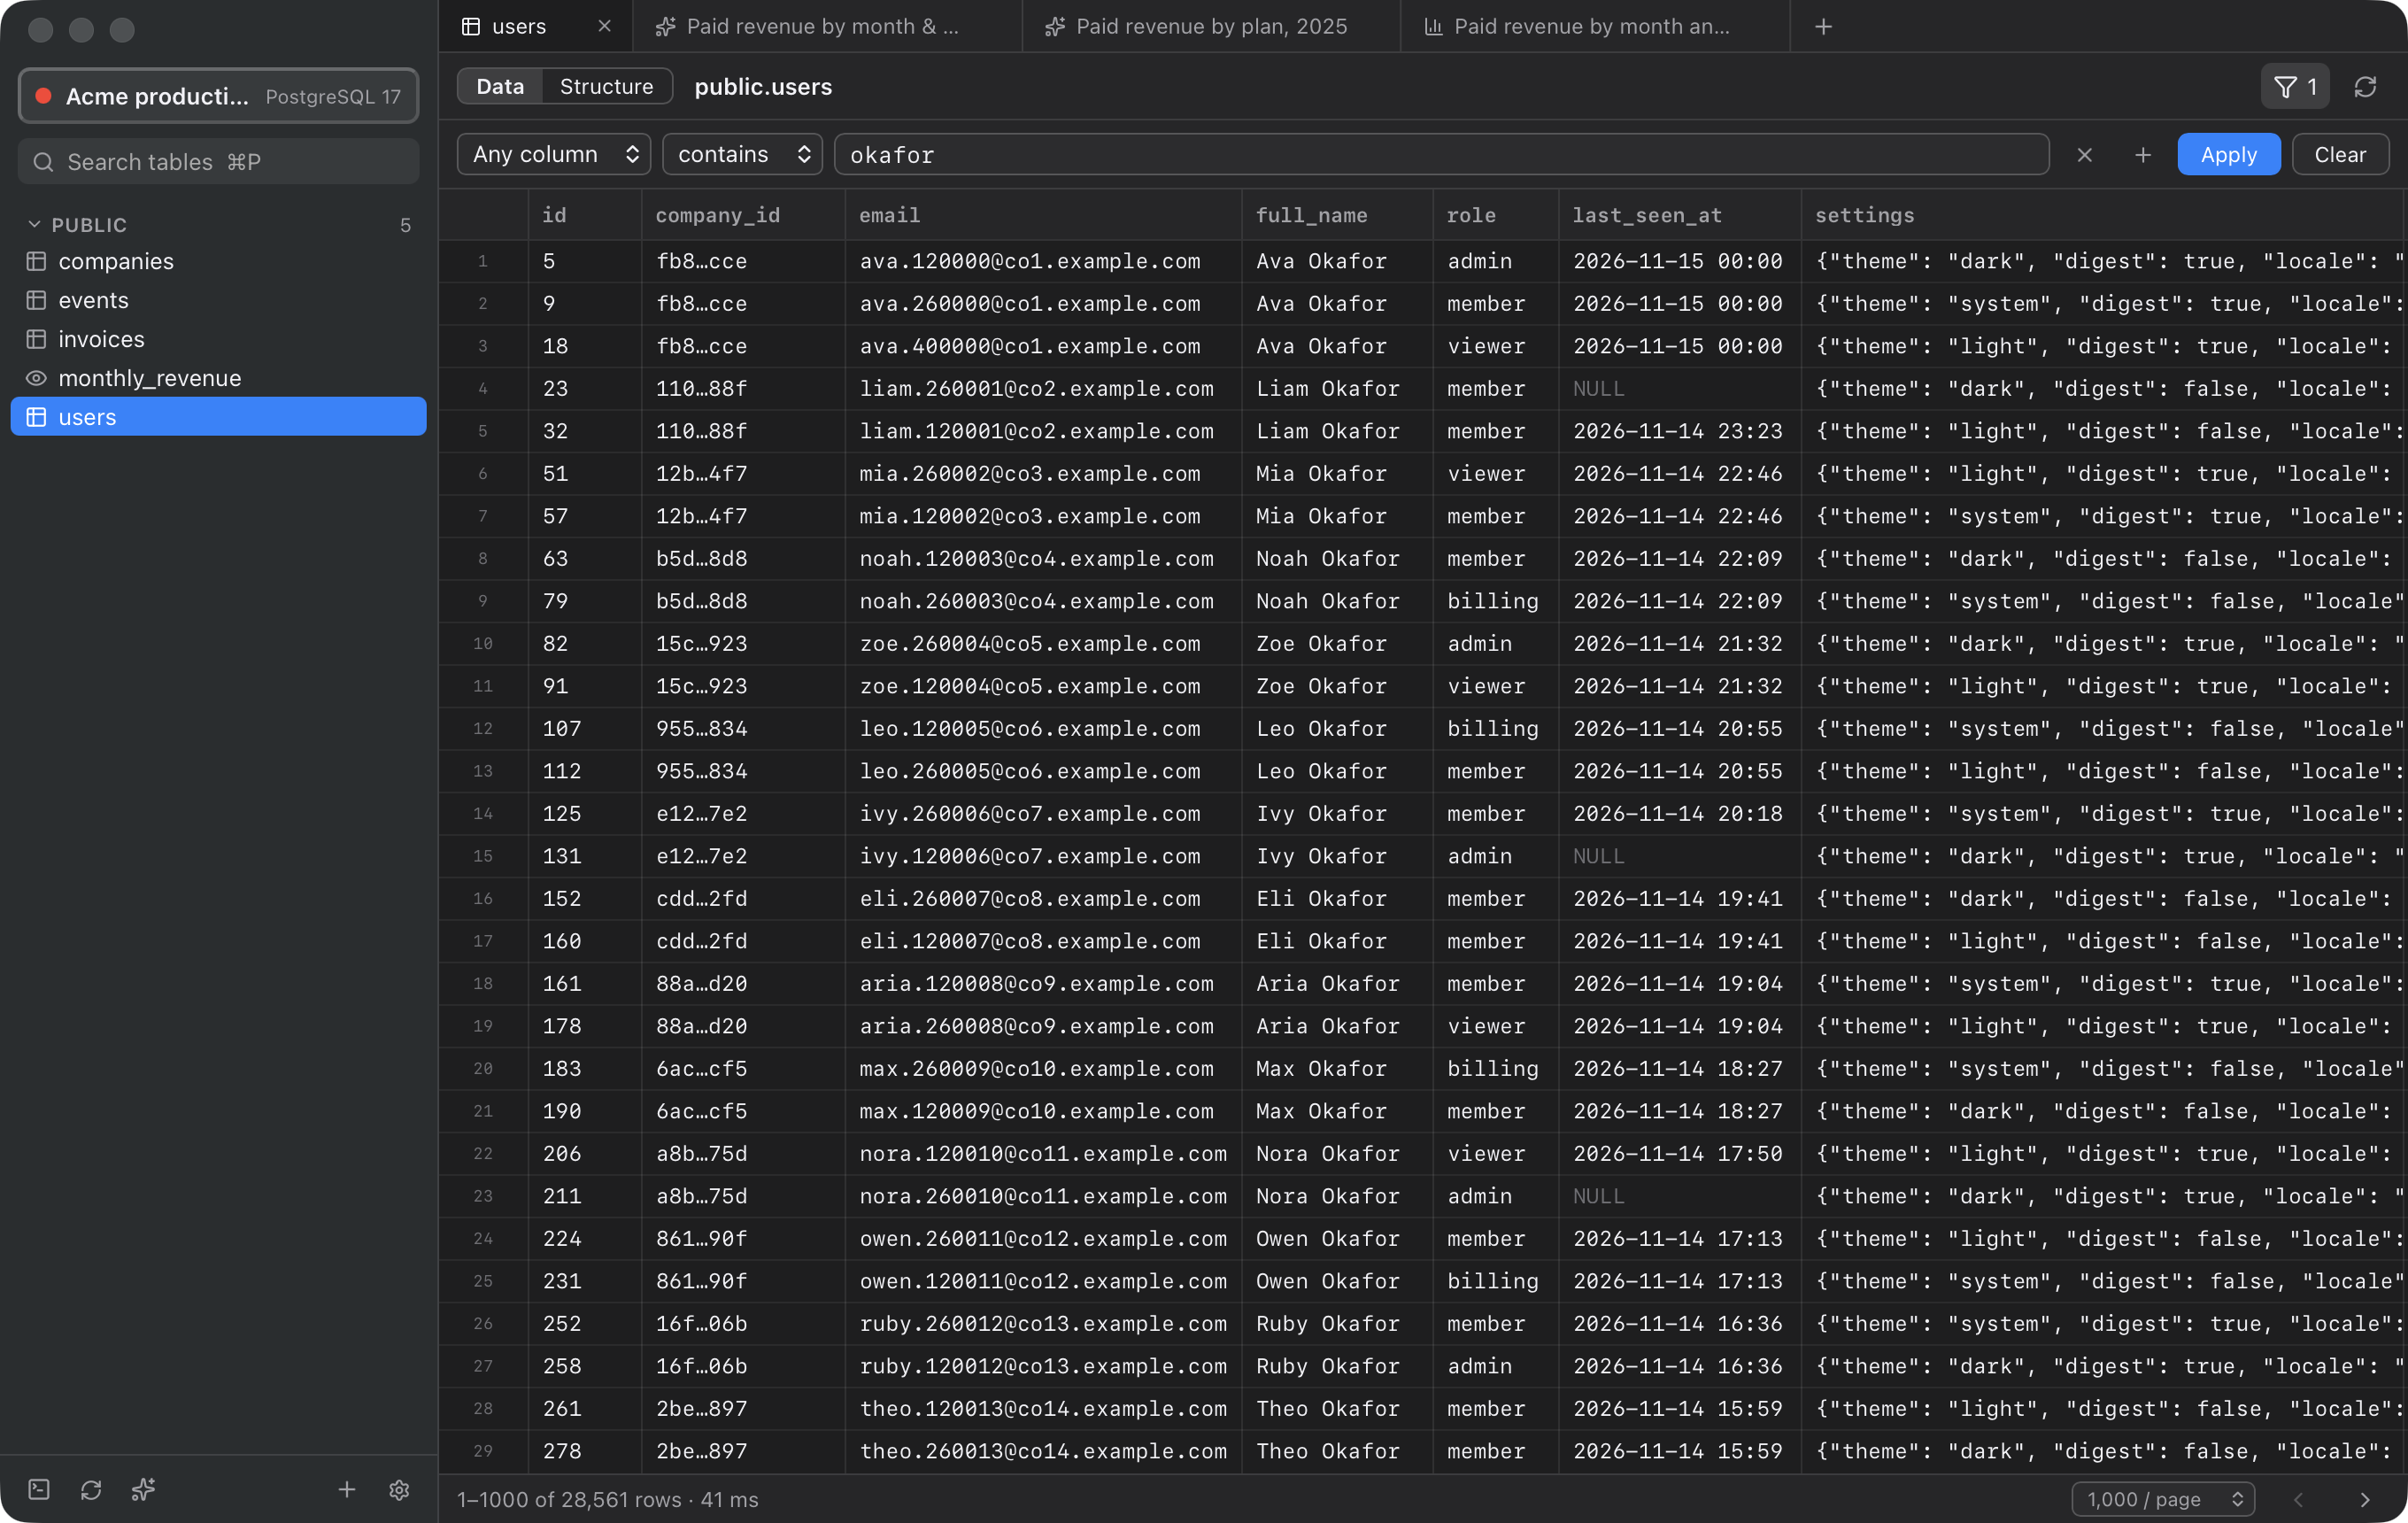 users Paid revenue by month & ... Paid revenue by plan, 2025 Paid revenue by month an...
Acme producti... PostgreSQL 17
Search tables ⌘P
PUBLIC 5
companies
events
invoices
monthly_revenue
users
Data Structure public.users 1
Any column contains okafor Apply Clear
id company_id email full_name role last_seen_at settings
1 5 fb8…cce ava.120000@co1.example.com Ava Okafor admin 2026-11-15 00:00 {"theme": "dark", "digest": true, "locale": "
2 9 fb8…cce ava.260000@co1.example.com Ava Okafor member 2026-11-15 00:00 {"theme": "system", "digest": true, "locale":
3 18 fb8…cce ava.400000@co1.example.com Ava Okafor viewer 2026-11-15 00:00 {"theme": "light", "digest": true, "locale":
4 23 110…88f liam.260001@co2.example.com Liam Okafor member NULL {"theme": "dark", "digest": false, "locale":
5 32 110…88f liam.120001@co2.example.com Liam Okafor member 2026-11-14 23:23 {"theme": "light", "digest": false, "locale":
6 51 12b…4f7 mia.260002@co3.example.com Mia Okafor viewer 2026-11-14 22:46 {"theme": "light", "digest": true, "locale":
7 57 12b…4f7 mia.120002@co3.example.com Mia Okafor member 2026-11-14 22:46 {"theme": "system", "digest": true, "locale":
8 63 b5d…8d8 noah.120003@co4.example.com Noah Okafor member 2026-11-14 22:09 {"theme": "dark", "digest": false, "locale":
9 79 b5d…8d8 noah.260003@co4.example.com Noah Okafor billing 2026-11-14 22:09 {"theme": "system", "digest": false, "locale"
10 82 15c…923 zoe.260004@co5.example.com Zoe Okafor admin 2026-11-14 21:32 {"theme": "dark", "digest": true, "locale": "
11 91 15c…923 zoe.120004@co5.example.com Zoe Okafor viewer 2026-11-14 21:32 {"theme": "light", "digest": true, "locale":
12 107 955…834 leo.120005@co6.example.com Leo Okafor billing 2026-11-14 20:55 {"theme": "system", "digest": false, "locale"
13 112 955…834 leo.260005@co6.example.com Leo Okafor member 2026-11-14 20:55 {"theme": "light", "digest": false, "locale":
14 125 e12…7e2 ivy.260006@co7.example.com Ivy Okafor member 2026-11-14 20:18 {"theme": "system", "digest": true, "locale":
15 131 e12…7e2 ivy.120006@co7.example.com Ivy Okafor admin NULL {"theme": "dark", "digest": true, "locale": "
16 152 cdd…2fd eli.260007@co8.example.com Eli Okafor member 2026-11-14 19:41 {"theme": "dark", "digest": false, "locale":
17 160 cdd…2fd eli.120007@co8.example.com Eli Okafor member 2026-11-14 19:41 {"theme": "light", "digest": false, "locale":
18 161 88a…d20 aria.120008@co9.example.com Aria Okafor member 2026-11-14 19:04 {"theme": "system", "digest": true, "locale":
19 178 88a…d20 aria.260008@co9.example.com Aria Okafor viewer 2026-11-14 19:04 {"theme": "light", "digest": true, "locale":
20 183 6ac…cf5 max.260009@co10.example.com Max Okafor billing 2026-11-14 18:27 {"theme": "system", "digest": false, "locale"
21 190 6ac…cf5 max.120009@co10.example.com Max Okafor member 2026-11-14 18:27 {"theme": "dark", "digest": false, "locale":
22 206 a8b…75d nora.120010@co11.example.com Nora Okafor viewer 2026-11-14 17:50 {"theme": "light", "digest": true, "locale":
23 211 a8b…75d nora.260010@co11.example.com Nora Okafor admin NULL {"theme": "dark", "digest": true, "locale": "
24 224 861…90f owen.260011@co12.example.com Owen Okafor member 2026-11-14 17:13 {"theme": "light", "digest": false, "locale":
25 231 861…90f owen.120011@co12.example.com Owen Okafor billing 2026-11-14 17:13 {"theme": "system", "digest": false, "locale"
26 252 16f…06b ruby.260012@co13.example.com Ruby Okafor member 2026-11-14 16:36 {"theme": "system", "digest": true, "locale":
27 258 16f…06b ruby.120012@co13.example.com Ruby Okafor admin 2026-11-14 16:36 {"theme": "dark", "digest": true, "locale": "
28 261 2be…897 theo.120013@co14.example.com Theo Okafor member 2026-11-14 15:59 {"theme": "light", "digest": false, "locale":
29 278 2be…897 theo.260013@co14.example.com Theo Okafor member 2026-11-14 15:59 {"theme": "dark", "digest": false, "locale":
1–1000 of 28,561 rows · 41 ms 1,000 / page